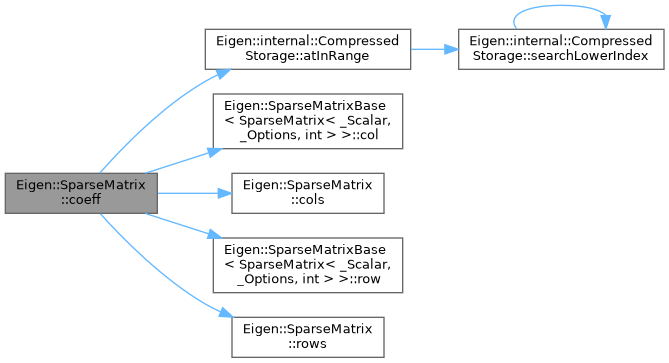 Eigen::SparseMatrix
::coeff
Eigen::internal::Compressed
Storage::atInRange
Eigen::internal::Compressed
Storage::searchLowerIndex
Eigen::SparseMatrixBase
< SparseMatrix< _Scalar,
_Options, int > >::col
Eigen::SparseMatrix
::cols
Eigen::SparseMatrixBase
< SparseMatrix< _Scalar,
_Options, int > >::row
Eigen::SparseMatrix
::rows